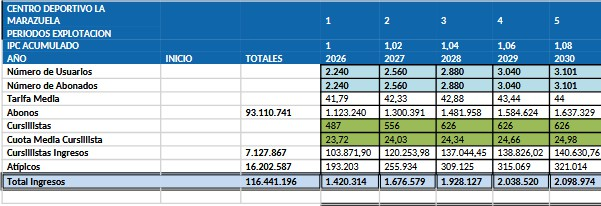 CENTRO DEPORTIVO LA
MARAZUELA 1 2 3 4 5
PERIODOS EXPLOTACION
IPC ACUMULADO 1 1,02 1,04 1,06 1,08
AÑO INICIO TOTALES 2026 2027 2028 2029 2030
Número de Usuarios 2.240 2.560 2.880 3.040 3.101
Número de Abonados 2.240 2.560 2.880 3.040 3.101
Tarifa Media 41,79 42,33 42,88 43,44 44
Abonos 93.110.741 1.123.240 1.300.391 1.481.958 1.584.624 1.637.329
Cursillistas 487 556 626 626 626
Cuota Media Cursillista 23,72 24,03 24,34 24,66 24,98
Cursillistas Ingresos 7.127.867 103.871,90 120.253,98 137.044,45 138.826,02 140.630,76
Atípicos 16.202.587 193.203 255.934 309.125 315.069 321.014
Total Ingresos 116.441.196 1.420.314 1.676.579 1.928.127 2.038.520 2.098.974